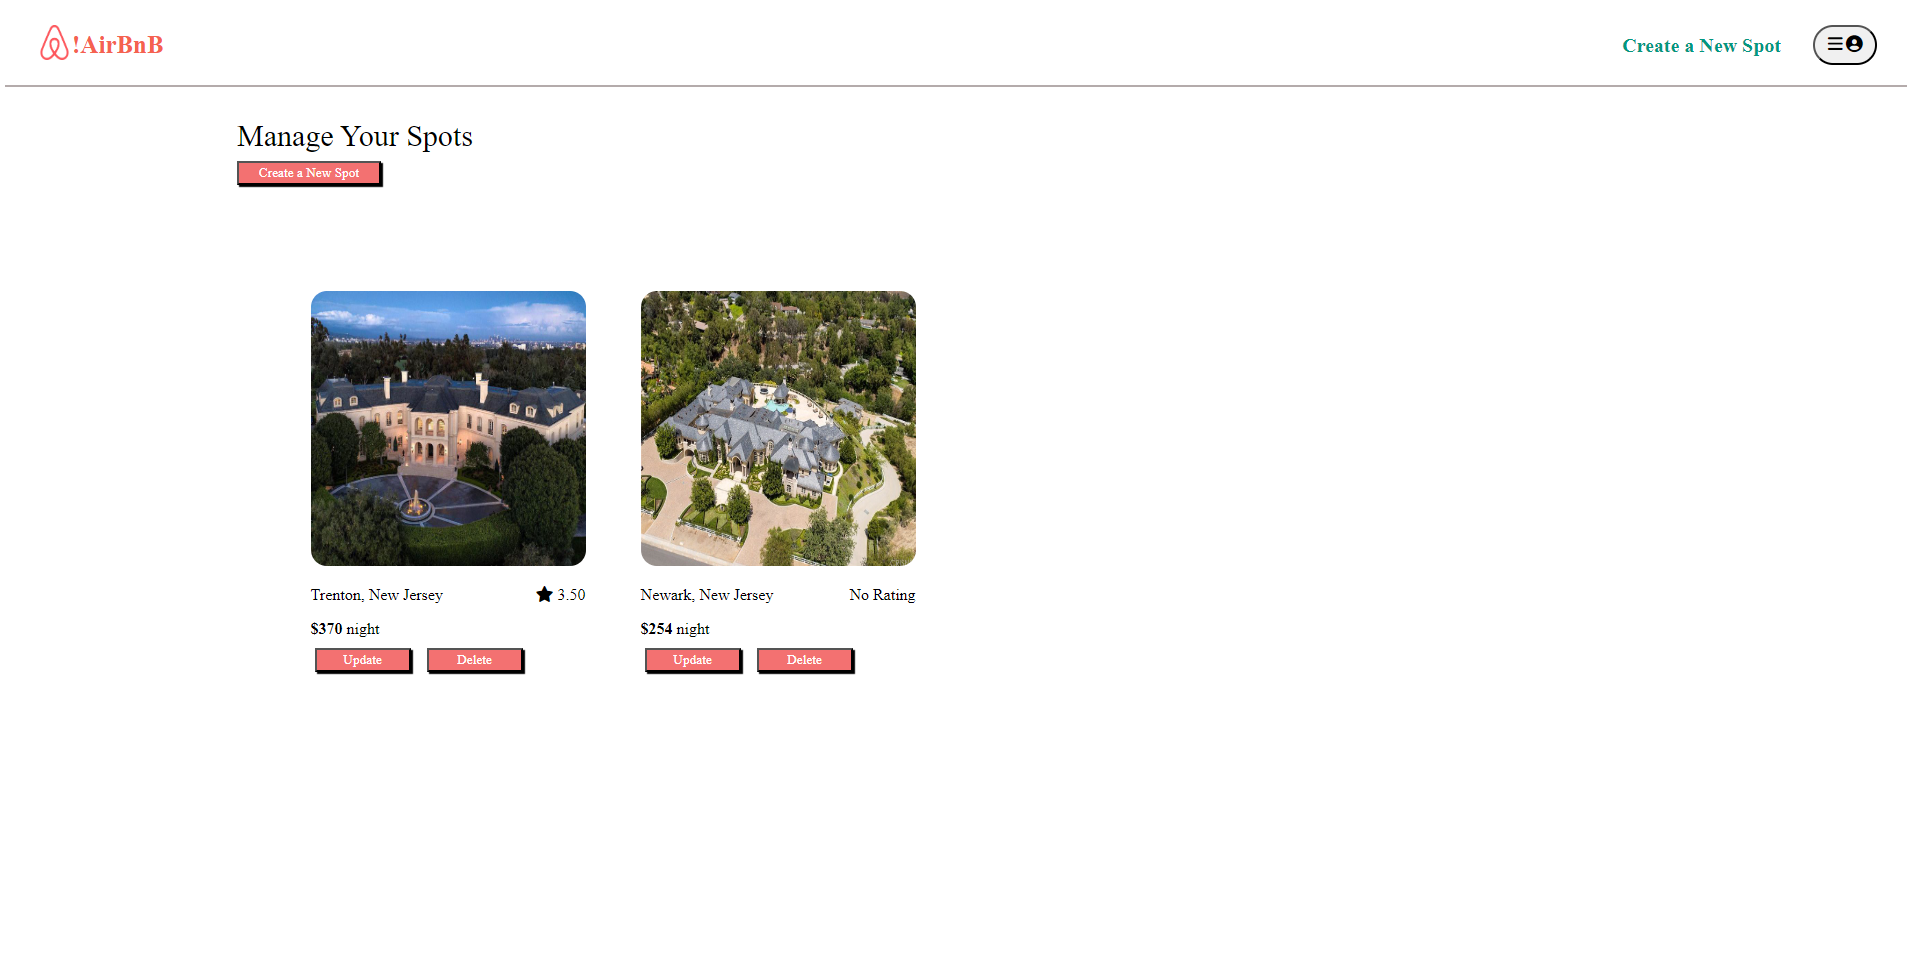 !AirBnB
Create a New Spot
Manage Your Spots
Create a New Spot
Trenton, New Jersey
3.50
$370 night
Update
Delete
Newark, New Jersey
No Rating
$254 night
Update
Delete